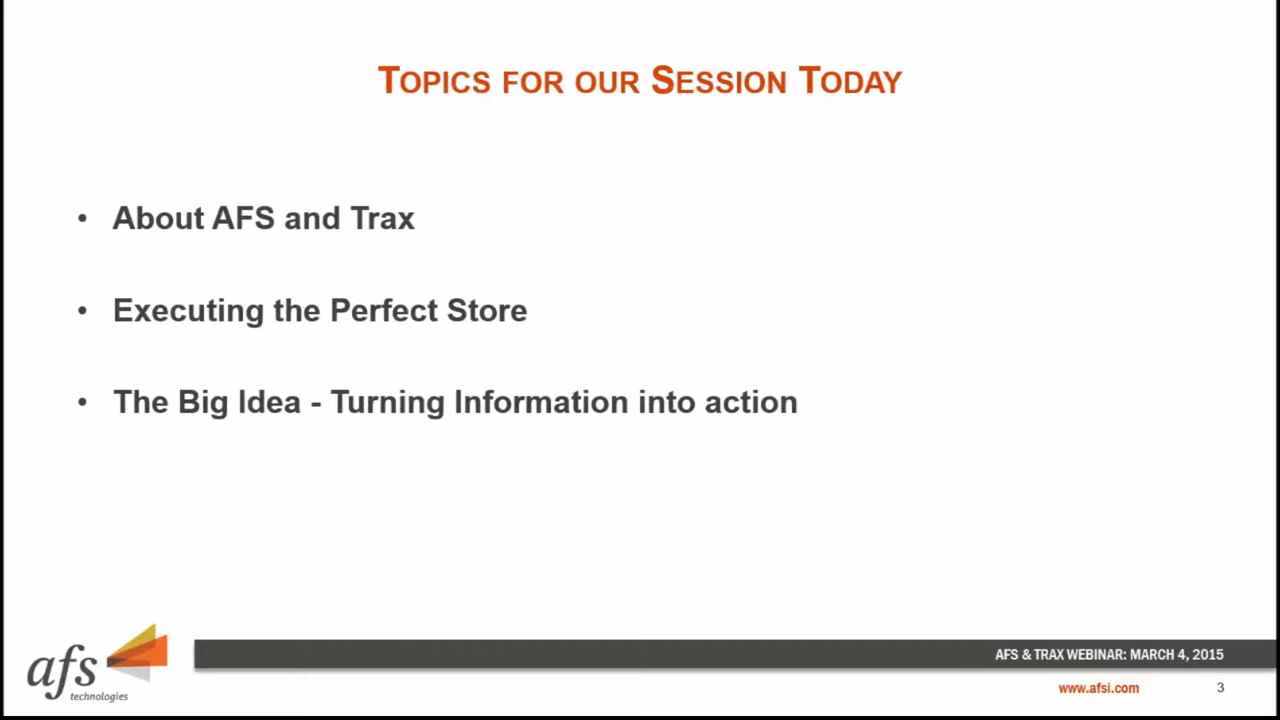 TOPICS FOR OUR SESSION TODAY
• About AFS and Trax
• Executing the Perfect Store
• The Big Idea - Turning Information into action
afs
technologies
AFS & TRAX WEBINAR: MARCH 4, 2015
www.afsi.com
3